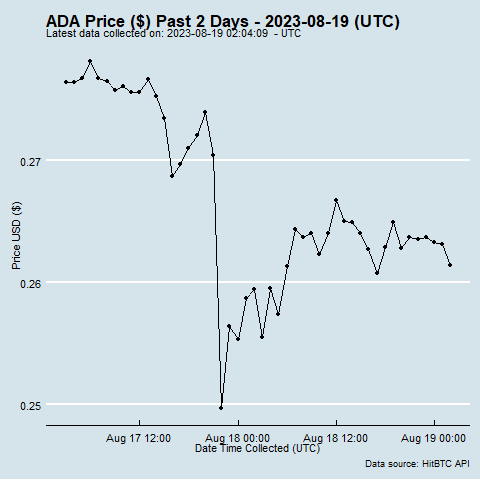 ADA Price ($) Past 2 Days - 2023-08-19 (UTC)
Latest data collected on: 2023-08-19 02:04:09  - UTC
Price USD ($)
0.27
0.26
0.25
Aug 17 12:00
Aug 18 00:00
Aug 18 12:00
Aug 19 00:00
Date Time Collected (UTC)
Data source: HitBTC API